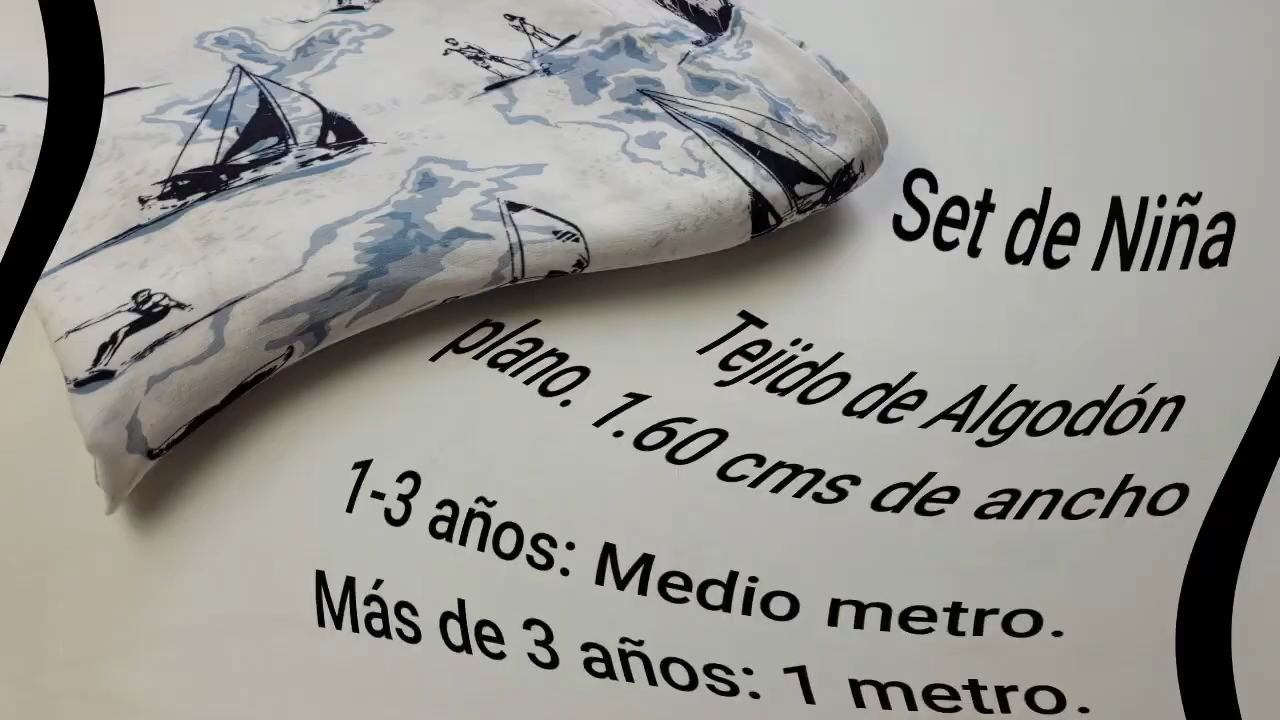 Set de Niña
Tejido de Algodón
plano. 1.60 cms de ancho
1-3 años: Medio metro.
Más de 3 años: 1 metro.